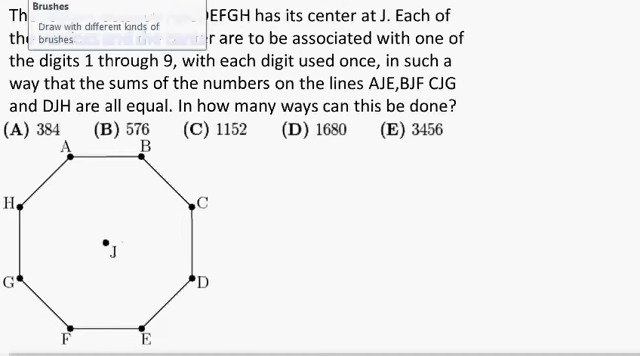 Brushes
Th )EFGH has its center at J. Each of
Draw with different kinds of
brushes
the r are to be associated with one of
the digits 1 through 9, with each digit used once, in such a
way that the sums of the numbers on the lines AJE,BJF CJG
and DJH are all equal. In how many ways can this be done?
(A) 384 (B) 576 (C) 1152 (D) 1680 (E) 3456
A B
H C
J
G D
F E